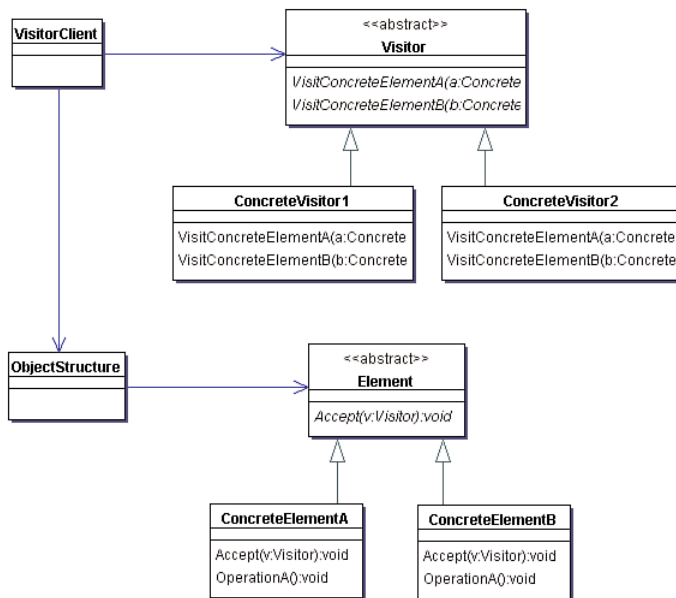 VisitorClient
<<abstract>>
Visitor
VisitConcreteElementA(a:Concrete
VisitConcreteElementB(b:Concrete
ConcreteVisitor1
VisitConcreteElementA(a:Concrete
VisitConcreteElementB(b:Concrete
ConcreteVisitor2
VisitConcreteElementA(a:Concrete
VisitConcreteElementB(b:Concrete
ObjectStructure
<<abstract>>
Element
Accept(v:Visitor):void
ConcreteElementA
Accept(v:Visitor):void
OperationA():void
ConcreteElementB
Accept(v:Visitor):void
OperationA():void